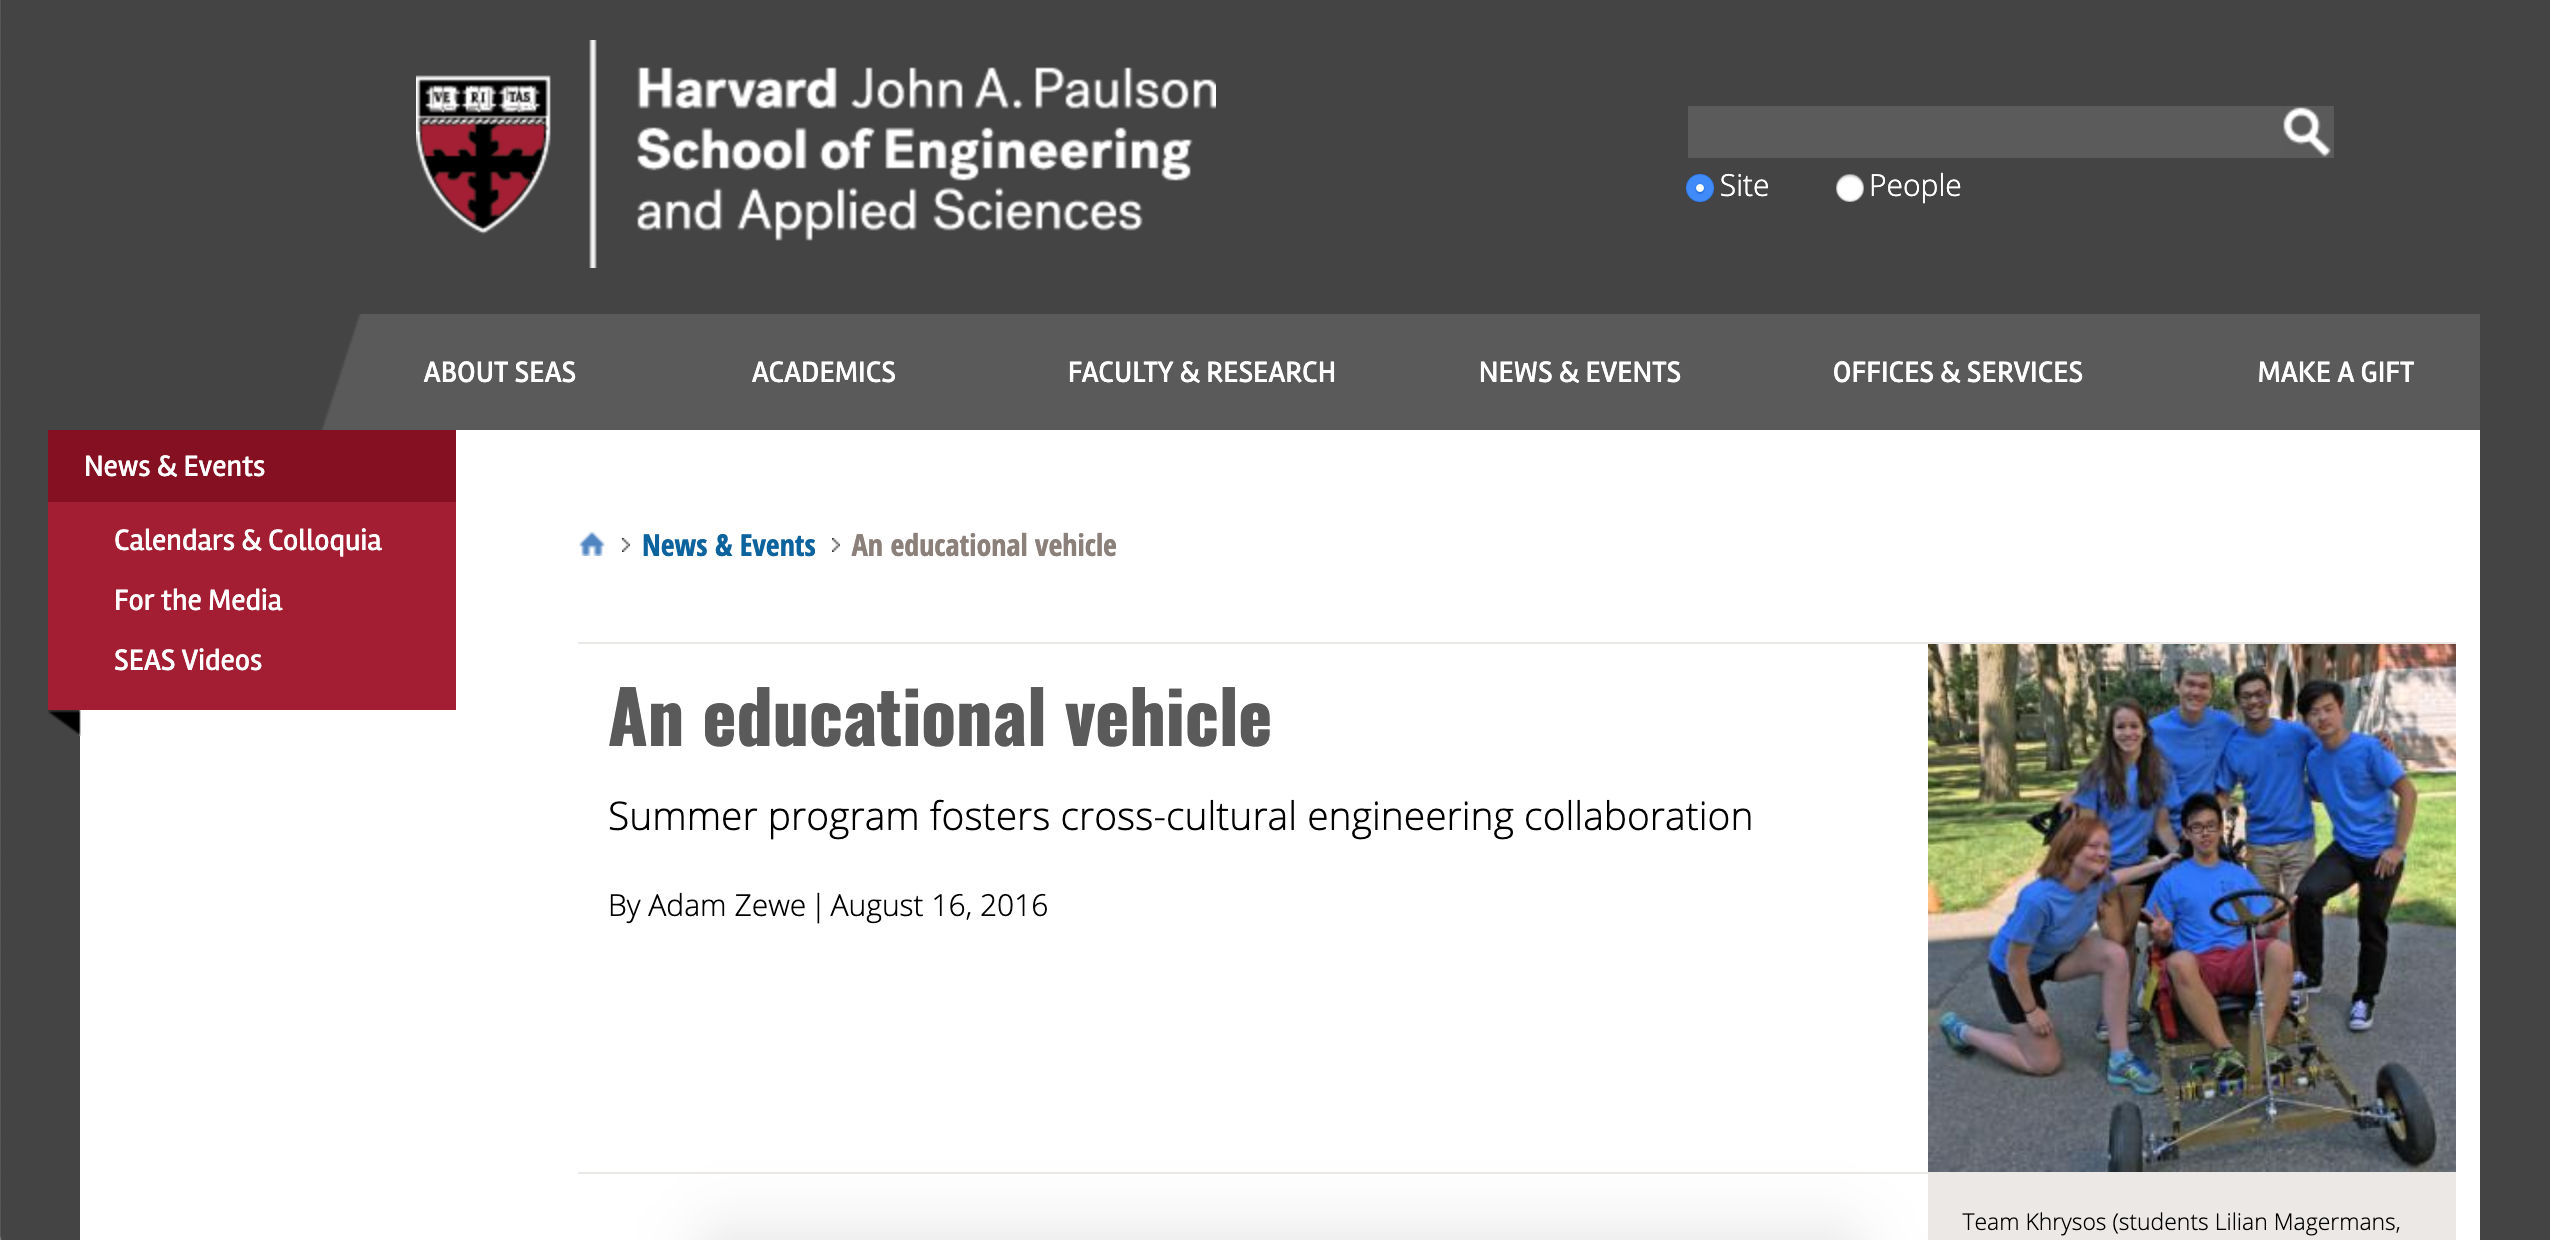 VE RI TAS
Harvard John A. Paulson
School of Engineering
and Applied Sciences
Site
People
ABOUT SEAS
ACADEMICS
FACULTY & RESEARCH
NEWS & EVENTS
OFFICES & SERVICES
MAKE A GIFT
News & Events
Calendars & Colloquia
For the Media
SEAS Videos
> News & Events > An educational vehicle
An educational vehicle
Summer program fosters cross-cultural engineering collaboration
By Adam Zewe | August 16, 2016
Team Khrysos (students Lilian Magermans,